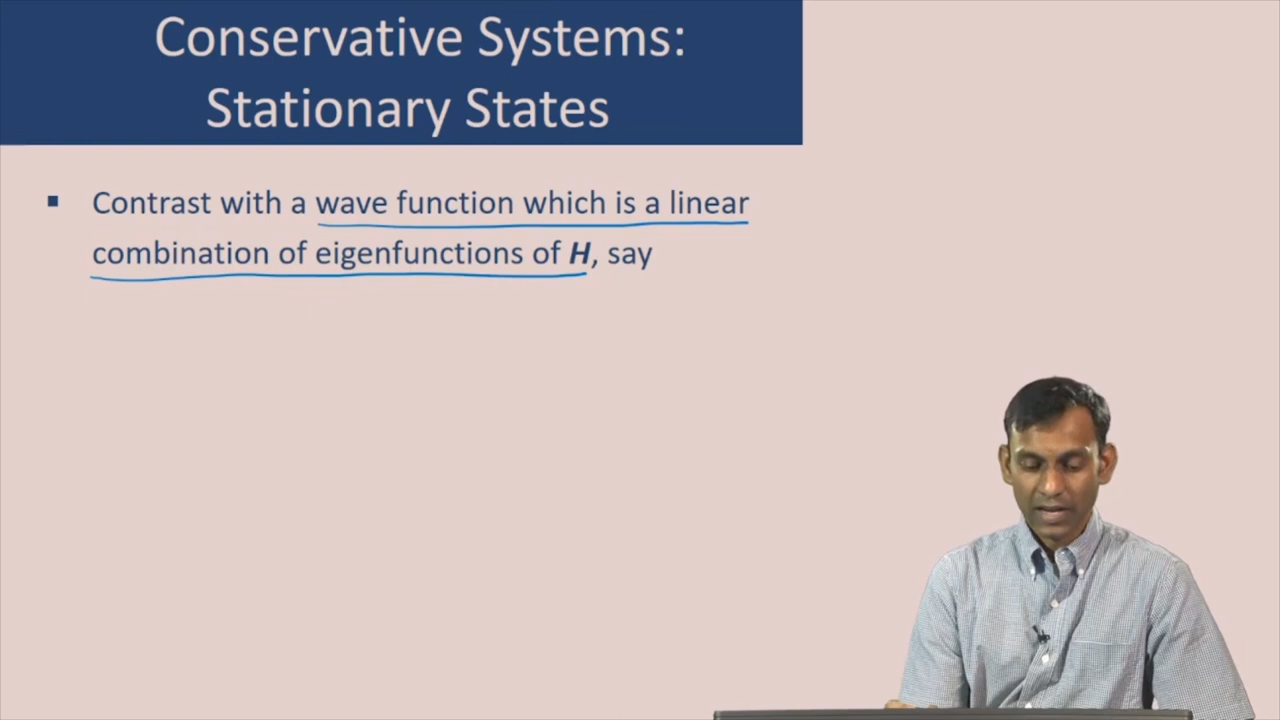 Conservative Systems:
Stationary States
▪ Contrast with a wave function which is a linear
combination of eigenfunctions of H, say